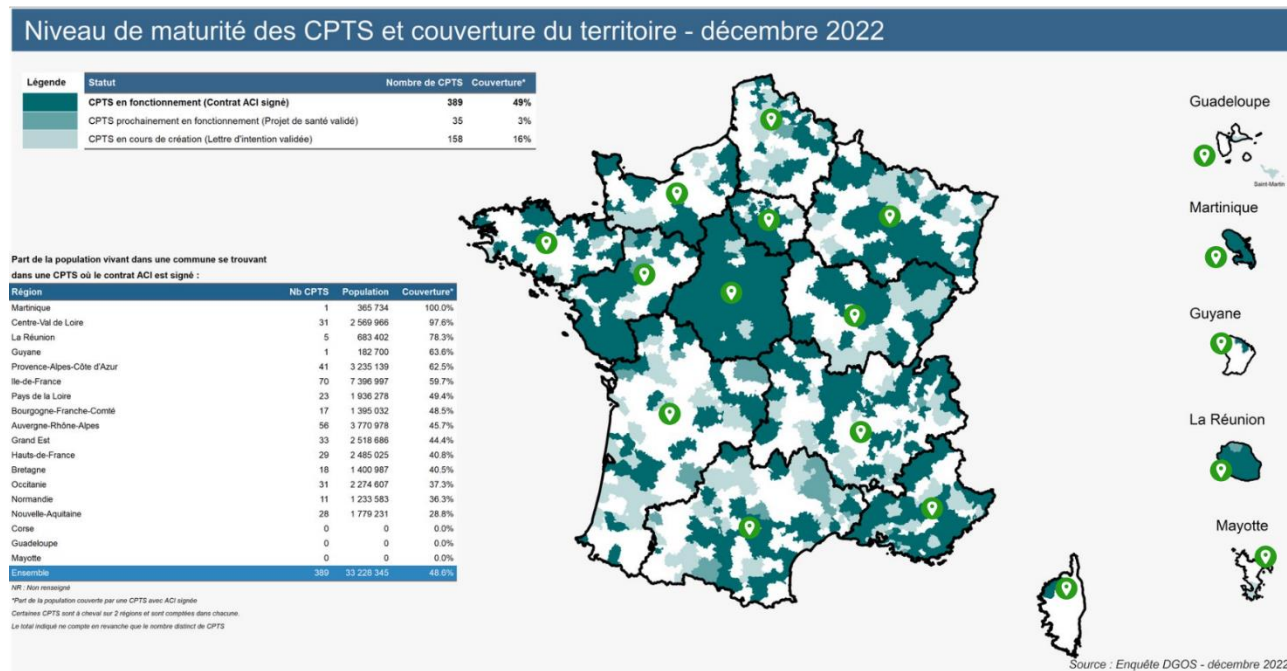 Niveau de maturité des CPTS et couverture du territoire - décembre 2022
Légende Statut Nombre de CPTS Couverture*
CPTS en fonctionnement (Contrat ACI signé) 389 49%
CPTS prochainement en fonctionnement (Projet de santé validé) 35 3%
CPTS en cours de création (Lettre d'intention validée) 158 16%
Part de la population vivant dans une commune se trouvant
dans une CPTS où le contrat ACI est signé :
Région Nb CPTS Population Couverture*
Martinique 1 365 734 100.0%
Centre-Val de Loire 31 2 569 966 97.6%
La Réunion 5 683 402 78.3%
Guyane 1 182 700 63.6%
Provence-Alpes-Côte d'Azur 41 3 235 139 62.5%
Ile-de-France 70 7 396 997 59.7%
Pays de la Loire 23 1 936 278 49.4%
Bourgogne-Franche-Comté 17 1 395 032 48.5%
Auvergne-Rhône-Alpes 56 3 770 978 45.7%
Grand Est 33 2 518 686 44.4%
Hauts-de-France 29 2 485 025 40.8%
Bretagne 18 1 400 987 40.5%
Occitanie 31 2 274 607 37.3%
Normandie 11 1 233 583 36.3%
Nouvelle-Aquitaine 28 1 779 231 28.8%
Corse 0 0 0.0%
Guadeloupe 0 0 0.0%
Mayotte 0 0 0.0%
Ensemble 389 33 228 345 48.6%
NR : Non renseigné
*Part de la population couverte par une CPTS avec ACI signée
Certaines CPTS sont à cheval sur 2 régions et sont comptées dans chacune.
Le total indiqué ne compte en revanche que le nombre distinct de CPTS
Guadeloupe
Saint-Martin
Martinique
Guyane
La Réunion
Mayotte
Source : Enquête DGOS - décembre 2022